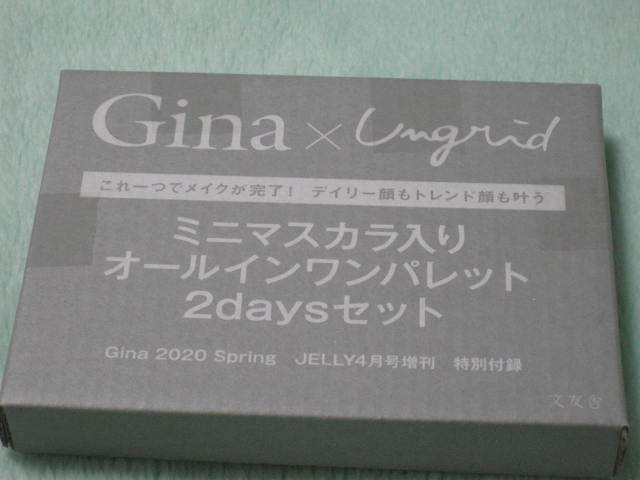 Gina × Ungrid
これ一つでメイクが完了! デイリー顔もトレンド顔も叶う
ミニマスカラ入り
オールインワンパレット
2daysセット
Gina 2020 Spring JELLY4月号増刊 特別付録
文友舎